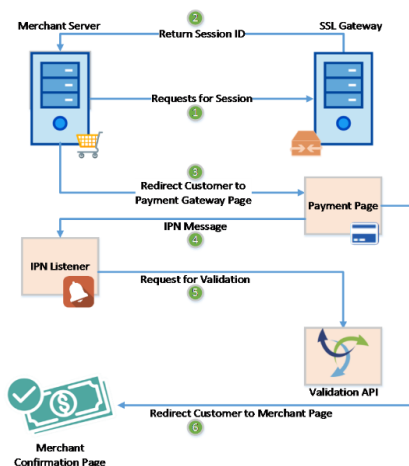 2
Merchant Server
SSL Gateway
Return Session ID
Requests for Session
1
3
Redirect Customer to
Payment Gateway Page
Payment Page
IPN Message
4
IPN Listener
Request for Validation
5
Validation API
Redirect Customer to Merchant Page
6
Merchant
Confirmation Page